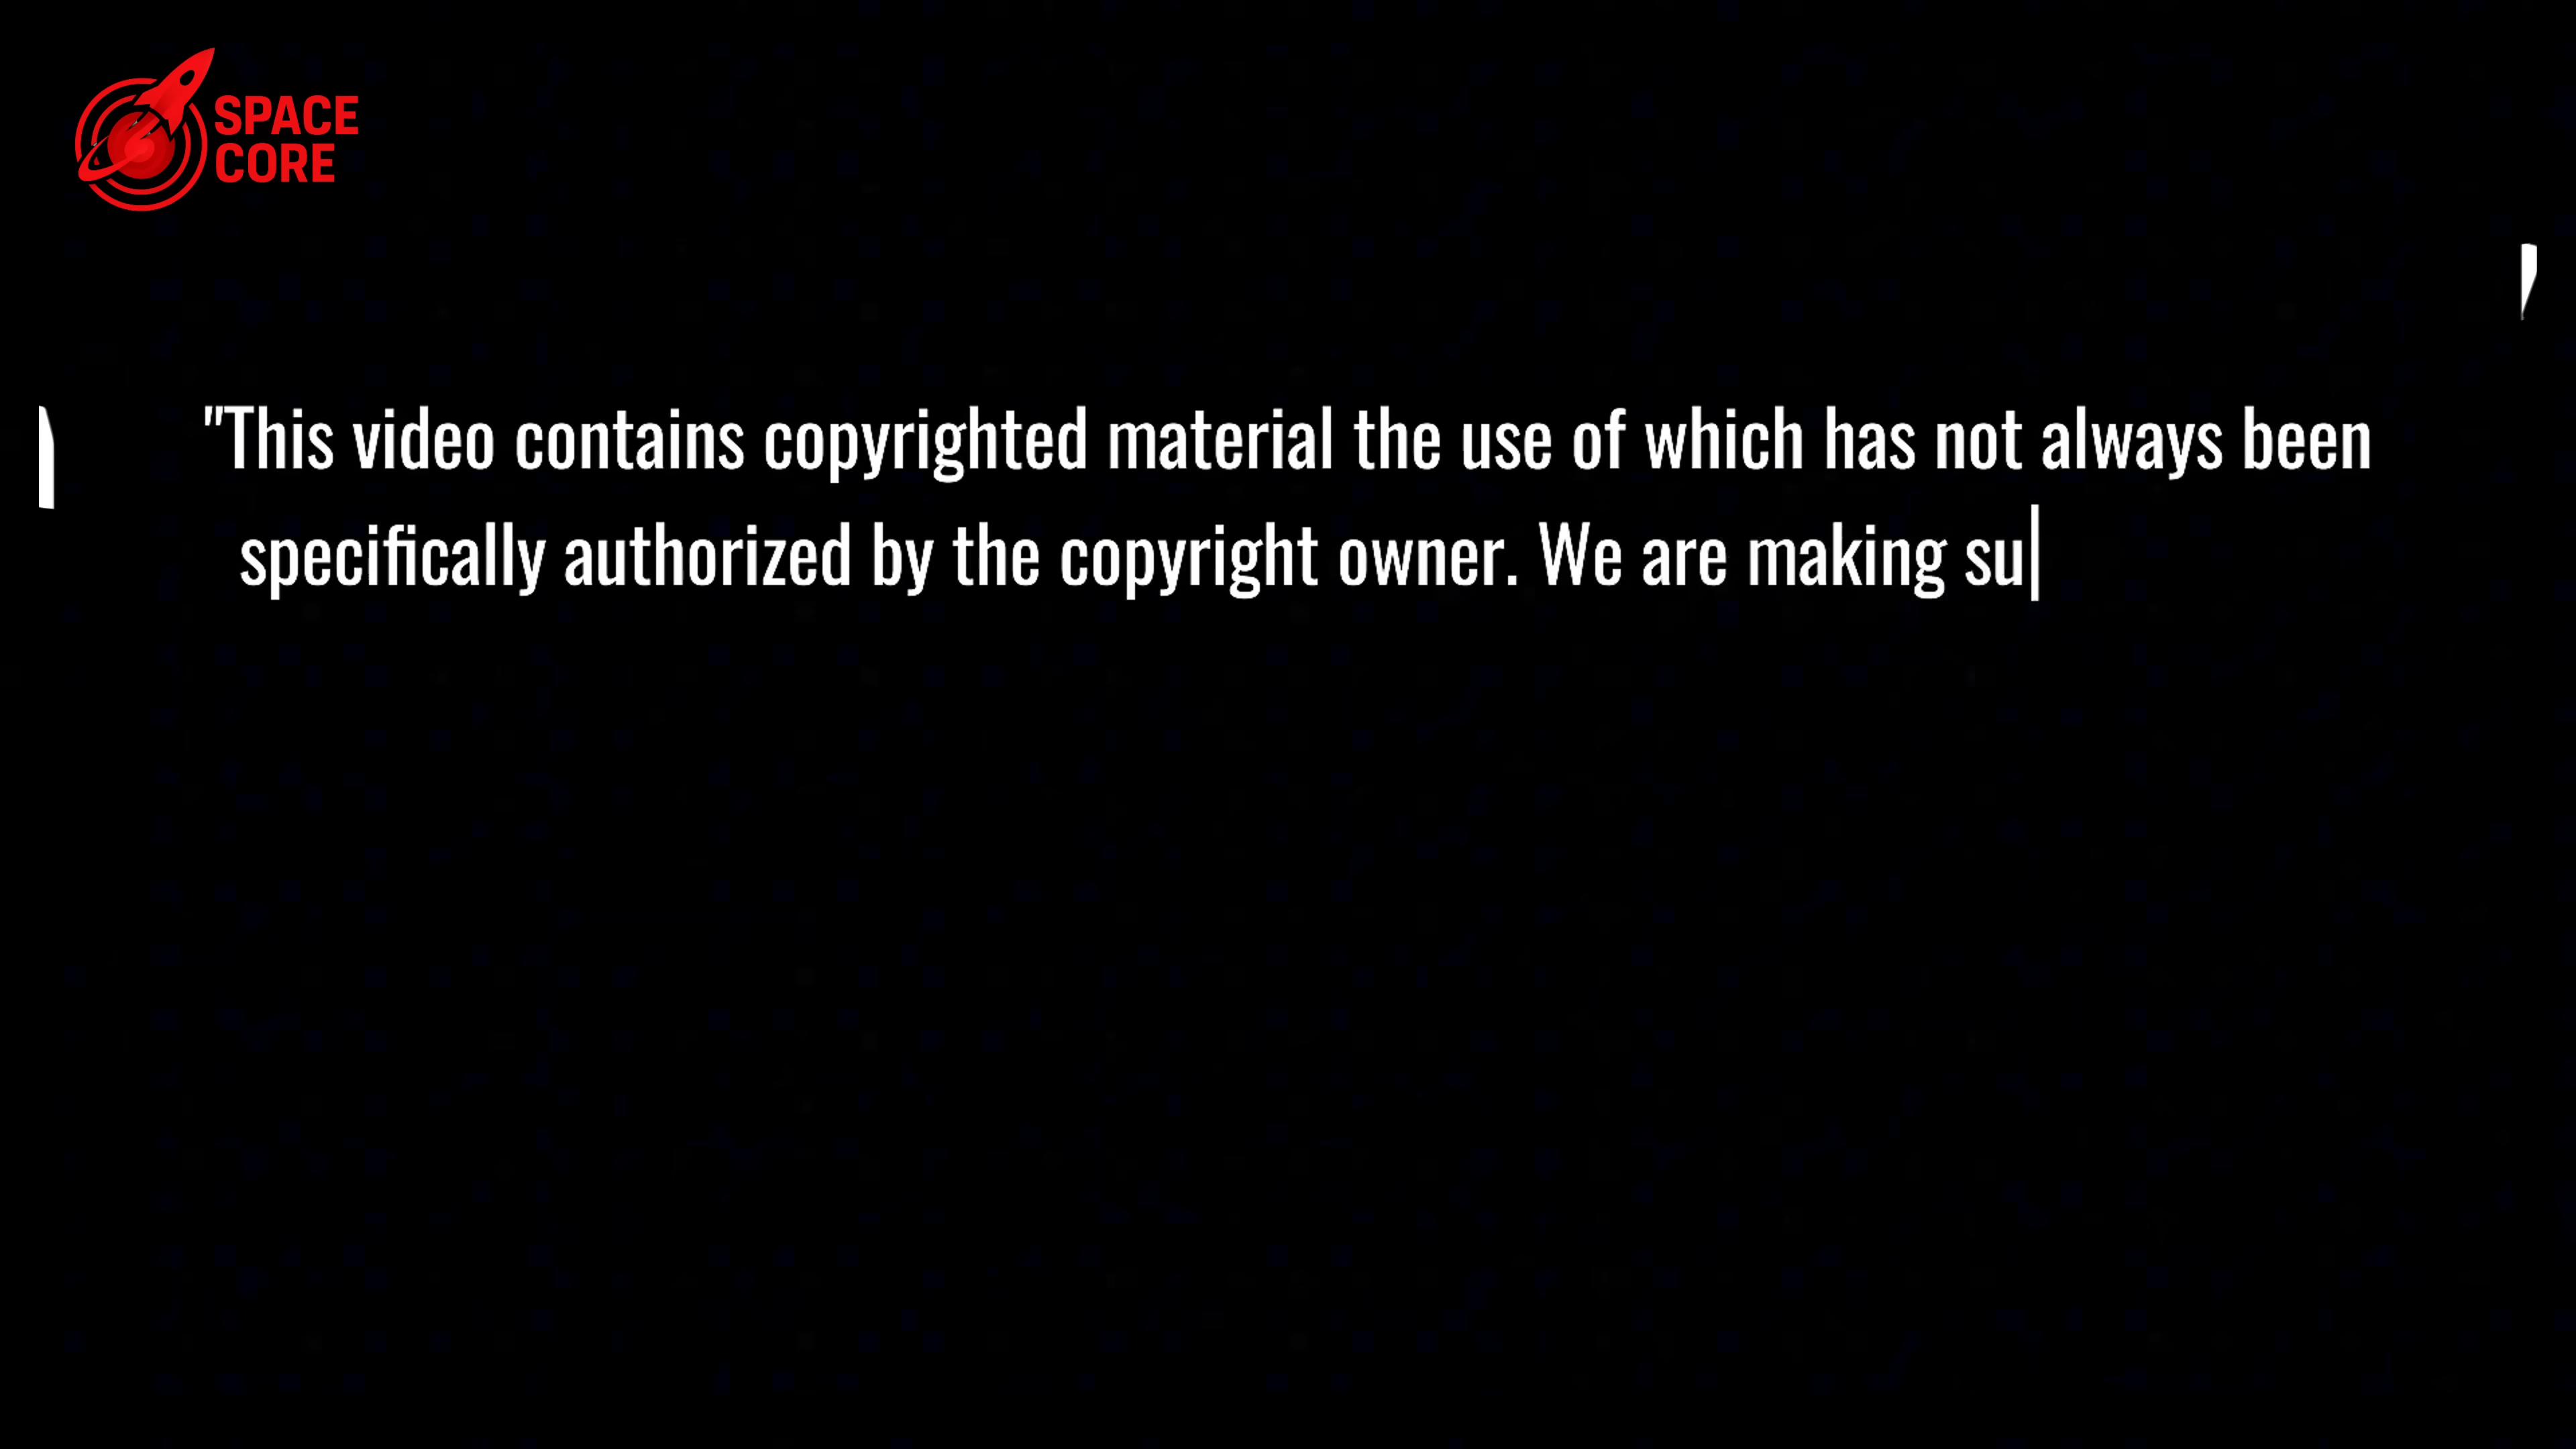 SPACE
CORE
"This video contains copyrighted material the use of which has not always been
specifically authorized by the copyright owner. We are making su